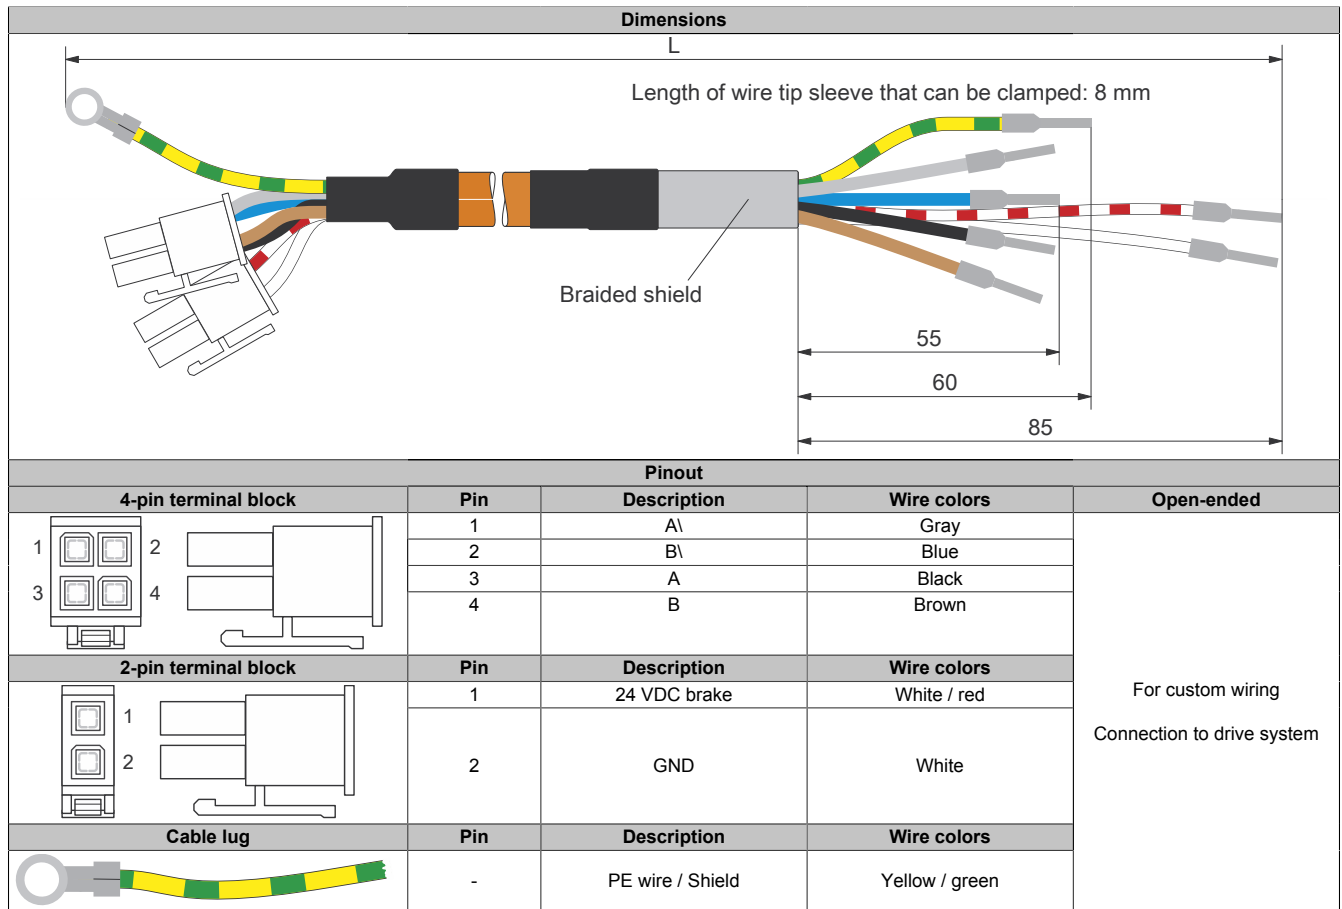 Dimensions
L
Length of wire tip sleeve that can be clamped: 8 mm
Braided shield
55
60
85
Pinout
4-pin terminal block Pin Description Wire colors Open-ended
1 2
3 4
1 A\ Gray
2 B\ Blue
3 A Black
4 B Brown
2-pin terminal block Pin Description Wire colors
1
2
1 24 VDC brake White / red
2 GND White
For custom wiring
Connection to drive system
Cable lug Pin Description Wire colors
- PE wire / Shield Yellow / green